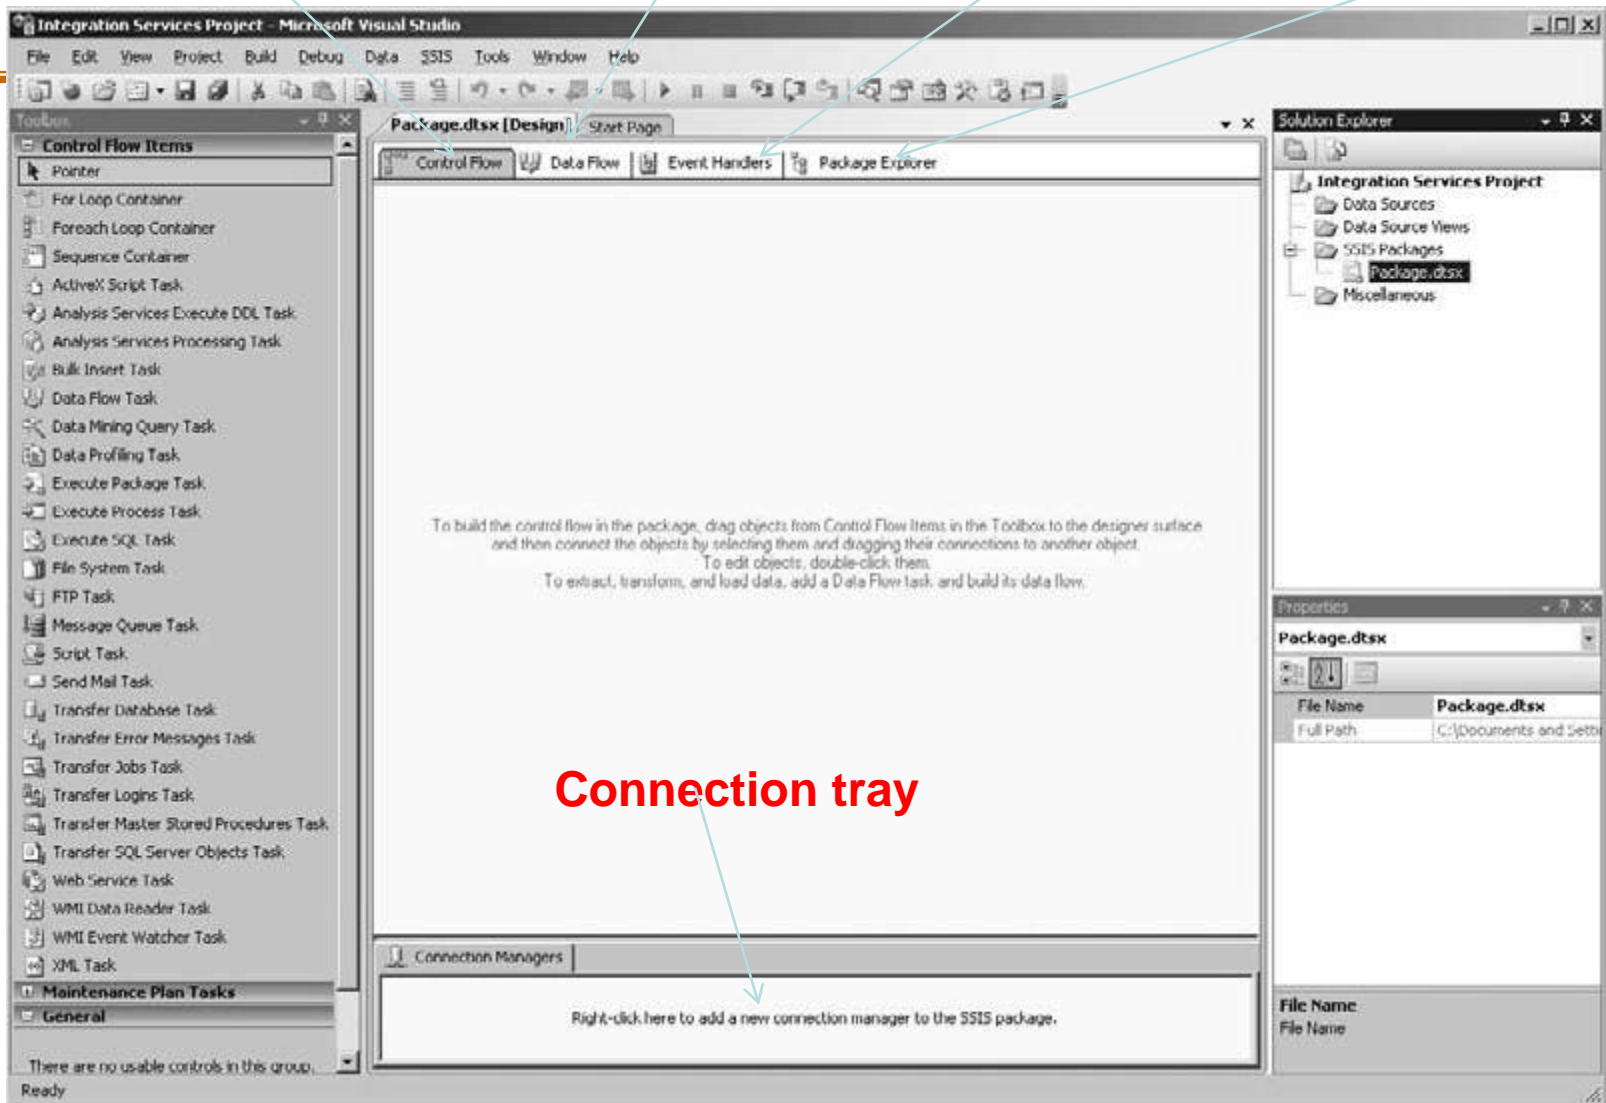 Integration Services Project - Microsoft Visual Studio
File Edit View Project Build Debug Data SSIS Tools Window Help
Toolbox
Control Flow Items
Pointer
For Loop Container
Foreach Loop Container
Sequence Container
ActiveX Script Task
Analysis Services Execute DDL Task
Analysis Services Processing Task
Bulk Insert Task
Data Flow Task
Data Mining Query Task
Data Profiling Task
Execute Package Task
Execute Process Task
Execute SQL Task
File System Task
FTP Task
Message Queue Task
Script Task
Send Mail Task
Transfer Database Task
Transfer Error Messages Task
Transfer Jobs Task
Transfer Logins Task
Transfer Master Stored Procedures Task
Transfer SQL Server Objects Task
Web Service Task
WMI Data Reader Task
WMI Event Watcher Task
XML Task
Maintenance Plan Tasks
General
There are no usable controls in this group.
Ready
Package.dtsx [Design] Start Page
Control Flow Data Flow Event Handlers Package Explorer
To build the control flow in the package, drag objects from Control Flow Items in the Toolbox to the designer surface
and then connect the objects by selecting them and dragging their connections to another object.
To edit objects, double-click them.
To extract, transform, and load data, add a Data Flow task and build its data flow.
Connection tray
Connection Managers
Right-click here to add a new connection manager to the SSIS package.
Solution Explorer
Integration Services Project
Data Sources
Data Source Views
SSIS Packages
Package.dtsx
Miscellaneous
Properties
Package.dtsx
File Name Package.dtsx
Full Path C:\Documents and Setti
File Name
File Name